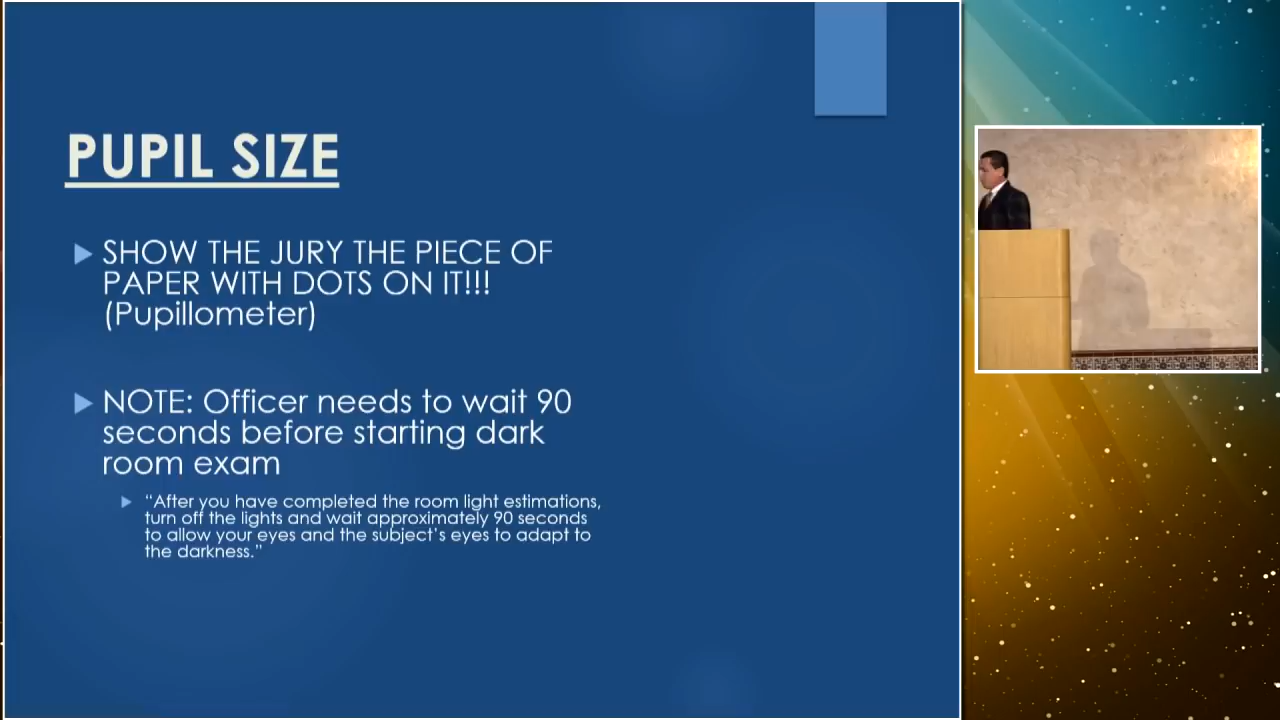 PUPIL SIZE
SHOW THE JURY THE PIECE OF
PAPER WITH DOTS ON IT!!!
(Pupillometer)
NOTE: Officer needs to wait 90
seconds before starting dark
room exam
“After you have completed the room light estimations,
turn off the lights and wait approximately 90 seconds
to allow your eyes and the subject’s eyes to adapt to
the darkness.”